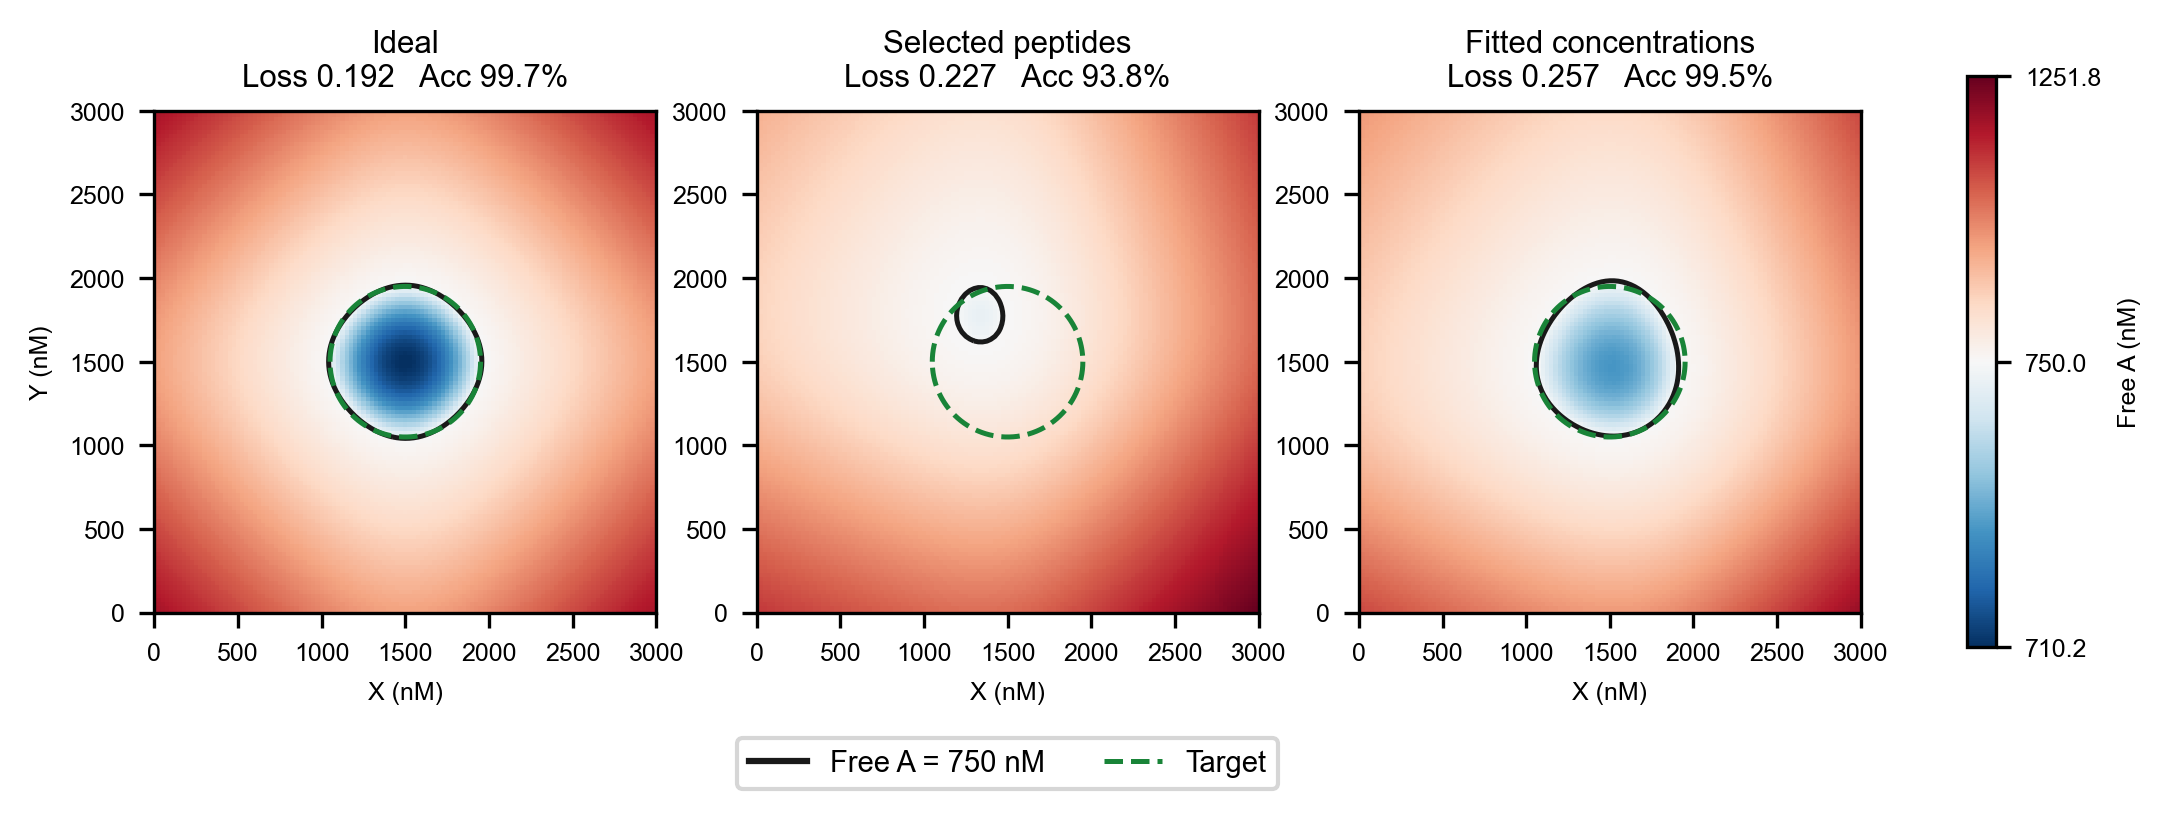 Ideal
Loss 0.192 Acc 99.7%
Selected peptides
Loss 0.227 Acc 93.8%
Fitted concentrations
Loss 0.257 Acc 99.5%
3000
2500
2000
1500
1000
500
0
Y (nM)
0 500 1000 1500 2000 2500 3000
X (nM)
3000
2500
2000
1500
1000
500
0
0 500 1000 1500 2000 2500 3000
X (nM)
3000
2500
2000
1500
1000
500
0
0 500 1000 1500 2000 2500 3000
X (nM)
1251.8
750.0
710.2
Free A (nM)
Free A = 750 nM
Target